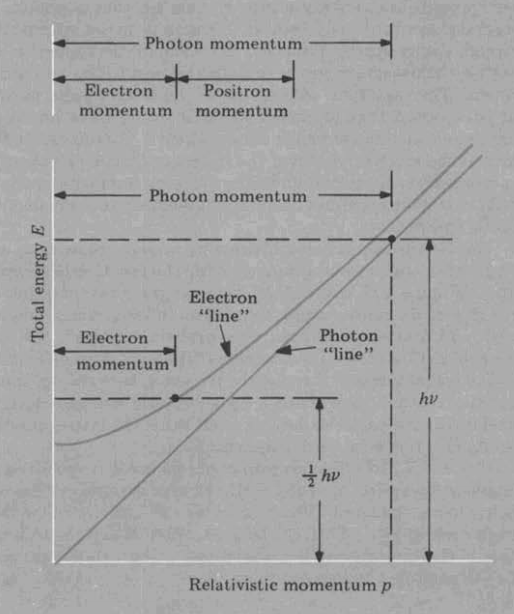 Photon momentum
Electron momentum
Positron momentum
Photon momentum
Total energy E
Electron "line"
Electron momentum
Photon "line"
hν
½ hν
Relativistic momentum p